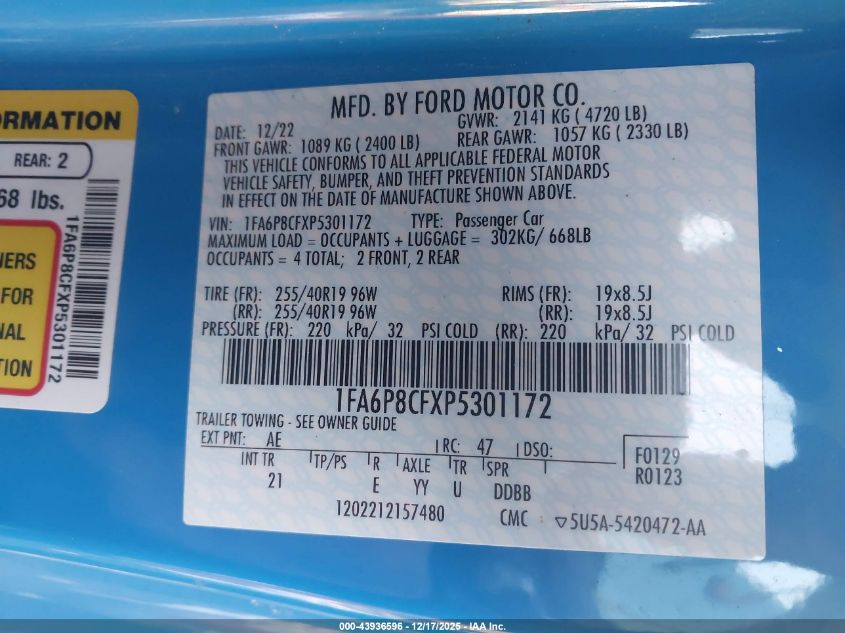 ORMATION
REAR: 2
68 lbs.
1FA6P8CFXP5301172
NERS
FOR
NAL
TION
MFD. BY FORD MOTOR CO.
DATE: 12/22 GVWR: 2141 KG ( 4720 LB)
FRONT GAWR: 1089 KG ( 2400 LB) REAR GAWR: 1057 KG ( 2330 LB)
THIS VEHICLE CONFORMS TO ALL APPLICABLE FEDERAL MOTOR
VEHICLE SAFETY, BUMPER, AND THEFT PREVENTION STANDARDS
IN EFFECT ON THE DATE OF MANUFACTURE SHOWN ABOVE.
VIN: 1FA6P8CFXP5301172 TYPE: Passenger Car
MAXIMUM LOAD = OCCUPANTS + LUGGAGE = 302KG/ 668LB
OCCUPANTS = 4 TOTAL; 2 FRONT, 2 REAR
TIRE (FR): 255/40R19 96W RIMS (FR): 19x8.5J
(RR): 255/40R19 96W (RR): 19x8.5J
PRESSURE (FR): 220 kPa/ 32 PSI COLD (RR): 220 kPa/ 32 PSI COLD
1FA6P8CFXP5301172
TRAILER TOWING - SEE OWNER GUIDE
EXT PNT: AE RC: 47 DSO: F0129
INT TR TP/PS R AXLE TR SPR R0123
21 E YY U DDBB
1202212157480 CMC ▽5U5A-5420472-AA
000-43936596 - 12/17/2025 - IAA Inc.